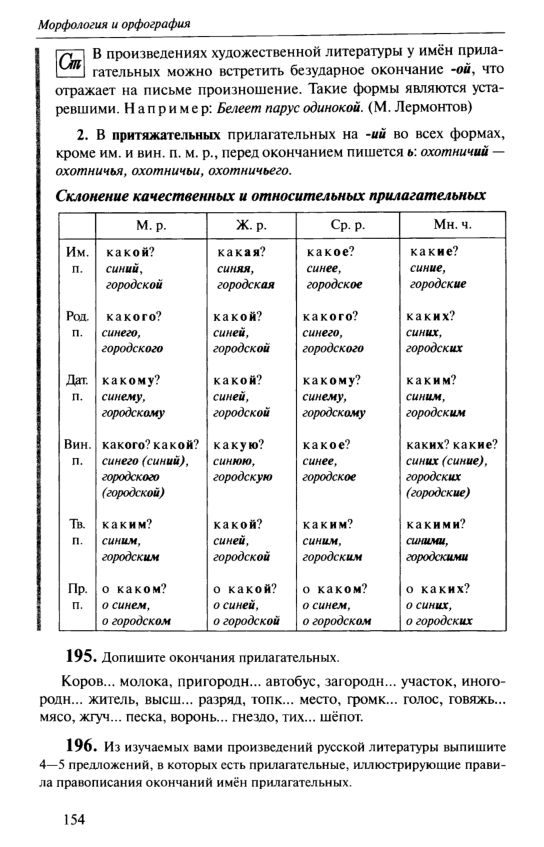 Морфология и орфография
Ст
В произведениях художественной литературы у имён прила-
гательных можно встретить безударное окончание -ой, что
отражает на письме произношение. Такие формы являются уста-
ревшими. Например: Белеет парус одинокой. (М. Лермонтов)
2. В притяжательных прилагательных на -ий во всех формах,
кроме им. и вин. п. м. р., перед окончанием пишется ь: охотничий —
охотничья, охотничьи, охотничьего.
Склонение качественных и относительных прилагательных
М. р. Ж. р. Ср. р. Мн. ч.
Им. какой? какая? какое? какие?
п. синий, синяя, синее, синие,
городской городская городское городские
Род. какого? какой? какого? каких?
п. синего, синей, синего, синих,
городского городской городского городских
Дат. какому? какой? какому? каким?
п. синему, синей, синему, синим,
городскому городской городскому городским
Вин. какого? какой? какую? какое? каких? какие?
п. синего (синий), синюю, синее, синих (синие),
городского городскую городское городских
(городской) (городские)
Тв. каким? какой? каким? какими?
п. синим, синей, синим, синими,
городским городской городским городскими
Пр. о каком? о какой? о каком? о каких?
п. о синем, о синей, о синем, о синих,
о городском о городской о городском о городских
195. Допишите окончания прилагательных.
Коров... молока, пригородн... автобус, загородн... участок, иного-
родн... житель, высш... разряд, топк... место, громк... голос, говяжь...
мясо, жгуч... песка, воронь... гнездо, тих... шёпот.
196. Из изучаемых вами произведений русской литературы выпишите
4—5 предложений, в которых есть прилагательные, иллюстрирующие прави-
ла правописания окончаний имён прилагательных.
154